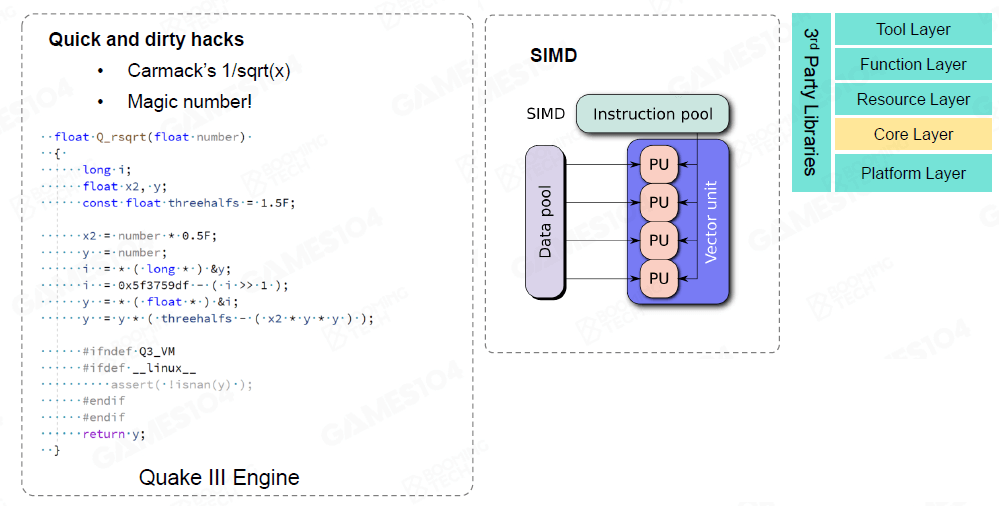 Quick and dirty hacks
• Carmack's 1/sqrt(x)
• Magic number!
float Q_rsqrt(float number)
{
long i;
float x2, y;
const float threehalfs = 1.5F;
x2 = number * 0.5F;
y = number;
i = * ( long * ) &y;
i = 0x5f3759df - ( i >> 1 );
y = * ( float * ) &i;
y = y * ( threehalfs - ( x2 * y * y ) );
#ifndef Q3_VM
#ifdef __linux__
assert( !isnan(y) );
#endif
#endif
return y;
}
Quake III Engine
SIMD
SIMD
Instruction pool
Data pool
PU
PU
PU
PU
Vector unit
3rd Party Libraries
Tool Layer
Function Layer
Resource Layer
Core Layer
Platform Layer
GAMES104
BOOMING TECH